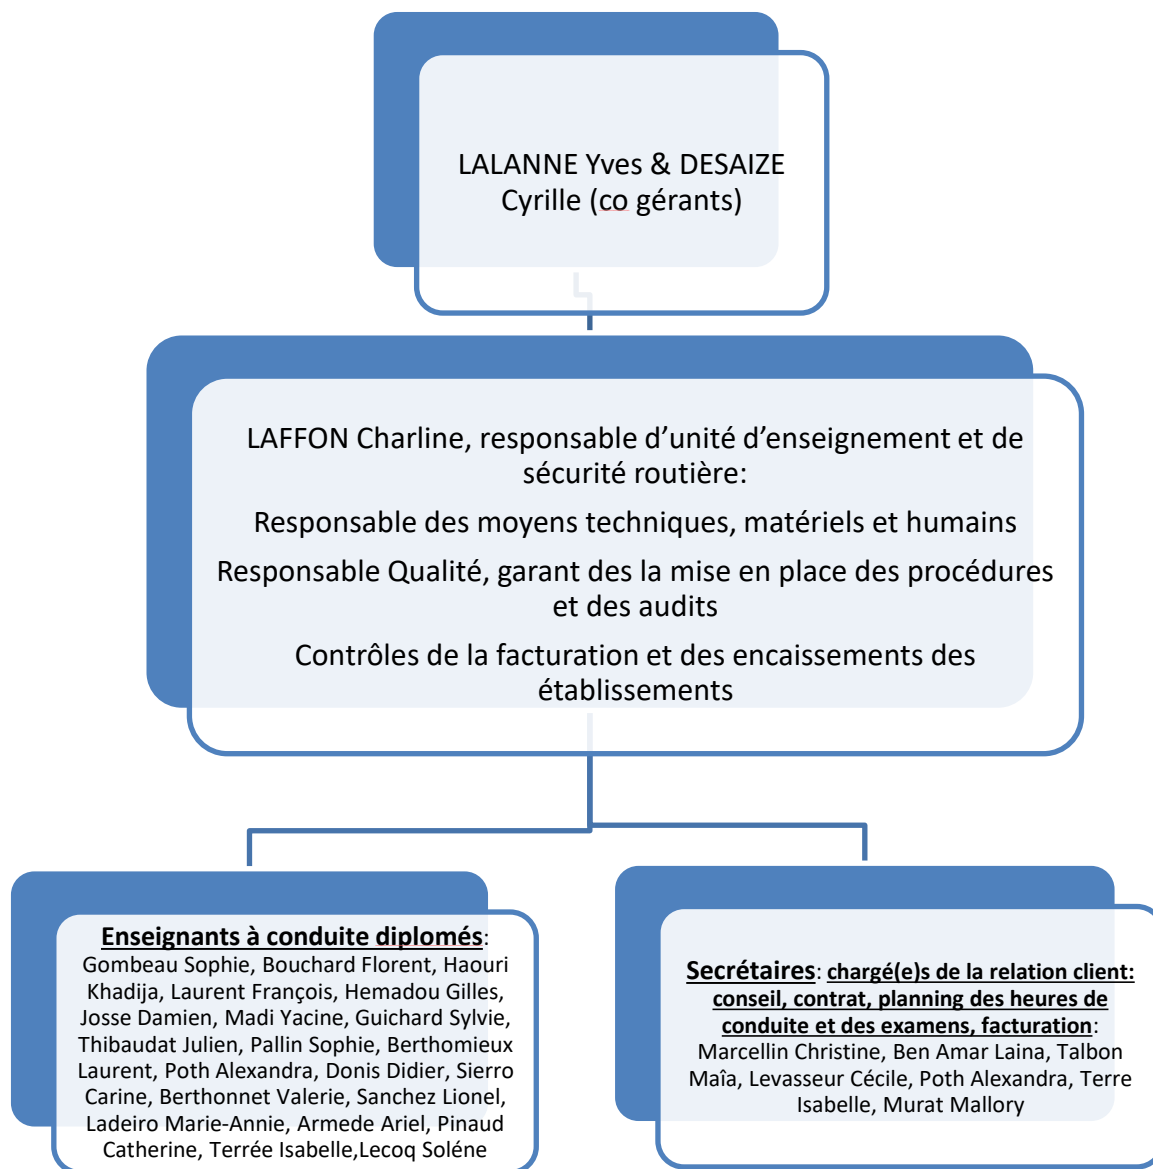 LALANNE Yves & DESAIZE
Cyrille (co gérants)
LAFFON Charline, responsable d’unité d’enseignement et de
sécurité routière:
Responsable des moyens techniques, matériels et humains
Responsable Qualité, garant des la mise en place des procédures
et des audits
Contrôles de la facturation et des encaissements des
établissements
Enseignants à conduite diplomés:
Gombeau Sophie, Bouchard Florent, Haouri
Khadija, Laurent François, Hemadou Gilles,
Josse Damien, Madi Yacine, Guichard Sylvie,
Thibaudat Julien, Pallin Sophie, Berthomieux
Laurent, Poth Alexandra, Donis Didier, Sierro
Carine, Berthonnet Valerie, Sanchez Lionel,
Ladeiro Marie-Annie, Armede Ariel, Pinaud
Catherine, Terrée Isabelle,Lecoq Soléne
Secrétaires: chargé(e)s de la relation client:
conseil, contrat, planning des heures de
conduite et des examens, facturation:
Marcellin Christine, Ben Amar Laina, Talbon
Maîa, Levasseur Cécile, Poth Alexandra, Terre
Isabelle, Murat Mallory